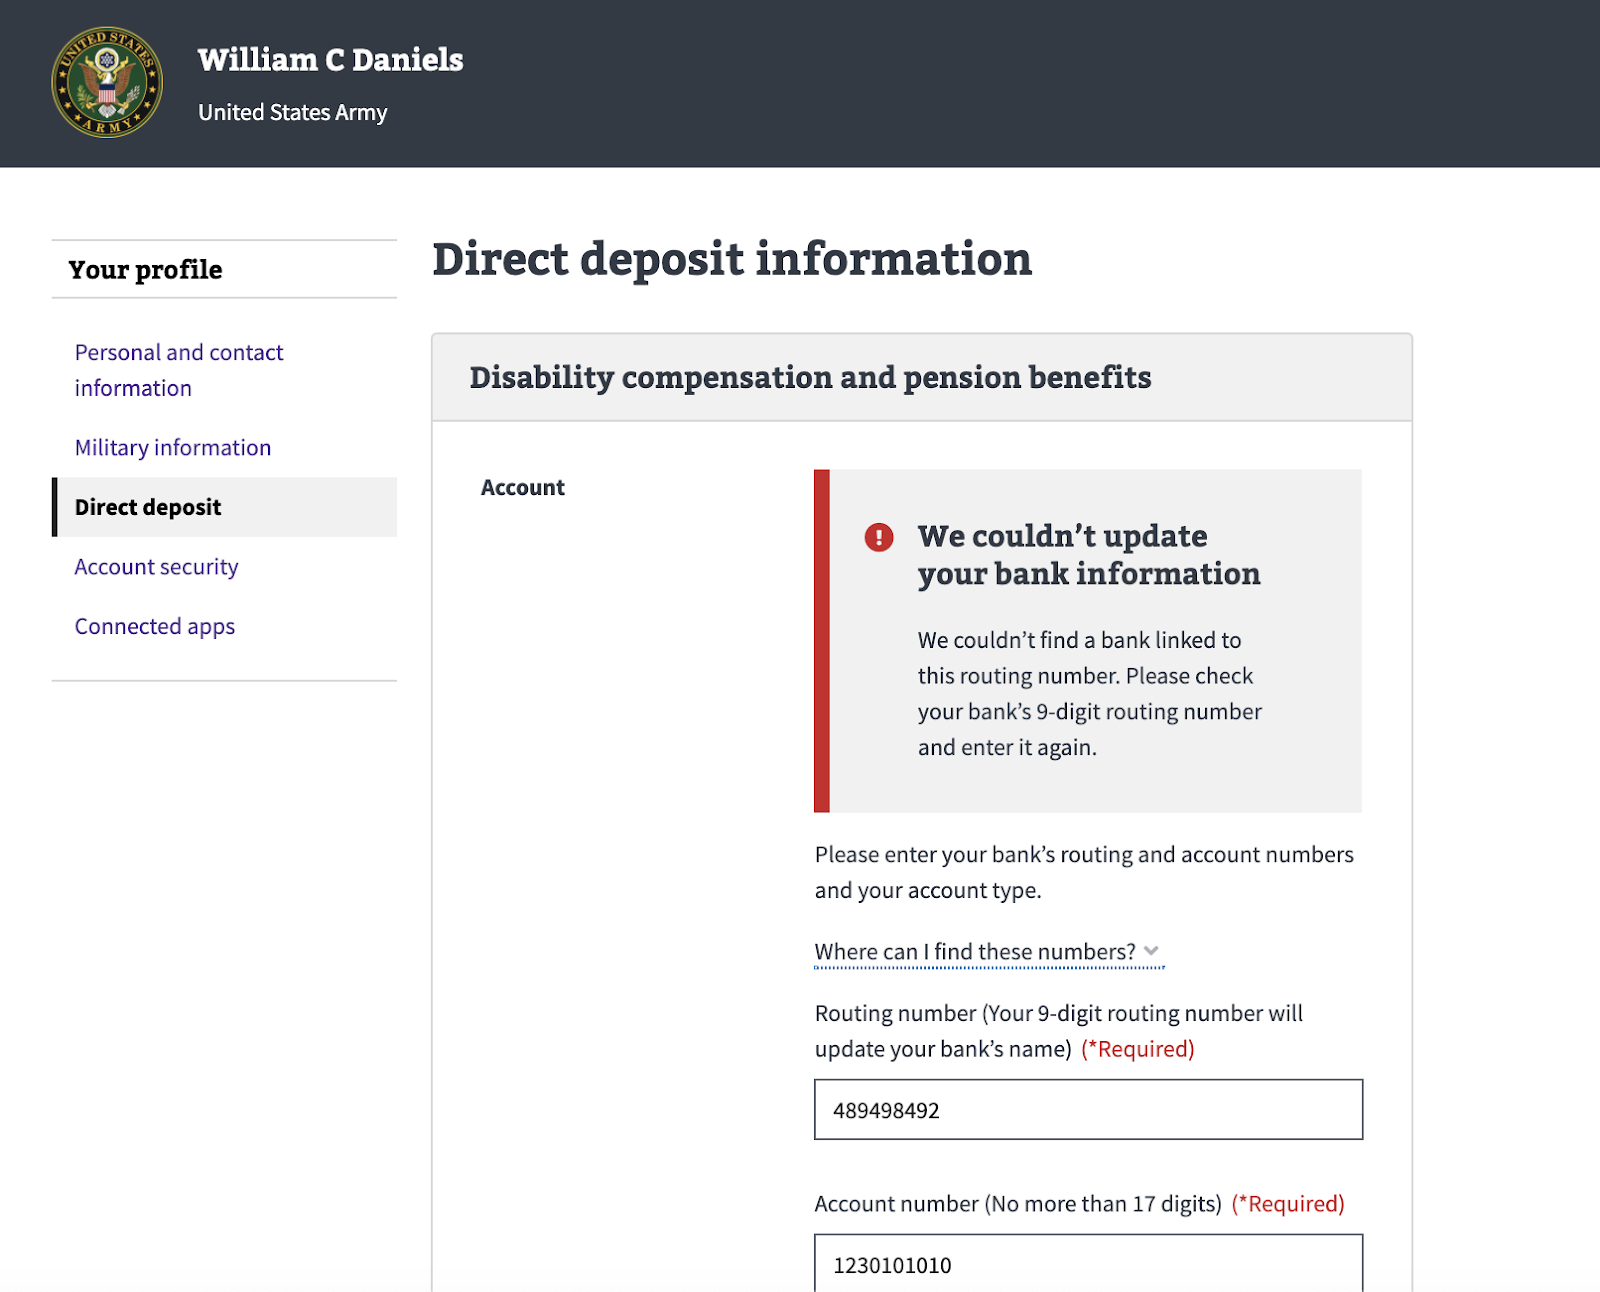 UNITED STATES
ARMY
William C Daniels
United States Army
Your profile
Personal and contact
information
Military information
Direct deposit
Account security
Connected apps
Direct deposit information
Disability compensation and pension benefits
Account
We couldn’t update
your bank information
We couldn’t find a bank linked to
this routing number. Please check
your bank’s 9-digit routing number
and enter it again.
Please enter your bank’s routing and account numbers
and your account type.
Where can I find these numbers?
Routing number (Your 9-digit routing number will
update your bank’s name) (*Required)
489498492
Account number (No more than 17 digits) (*Required)
1230101010